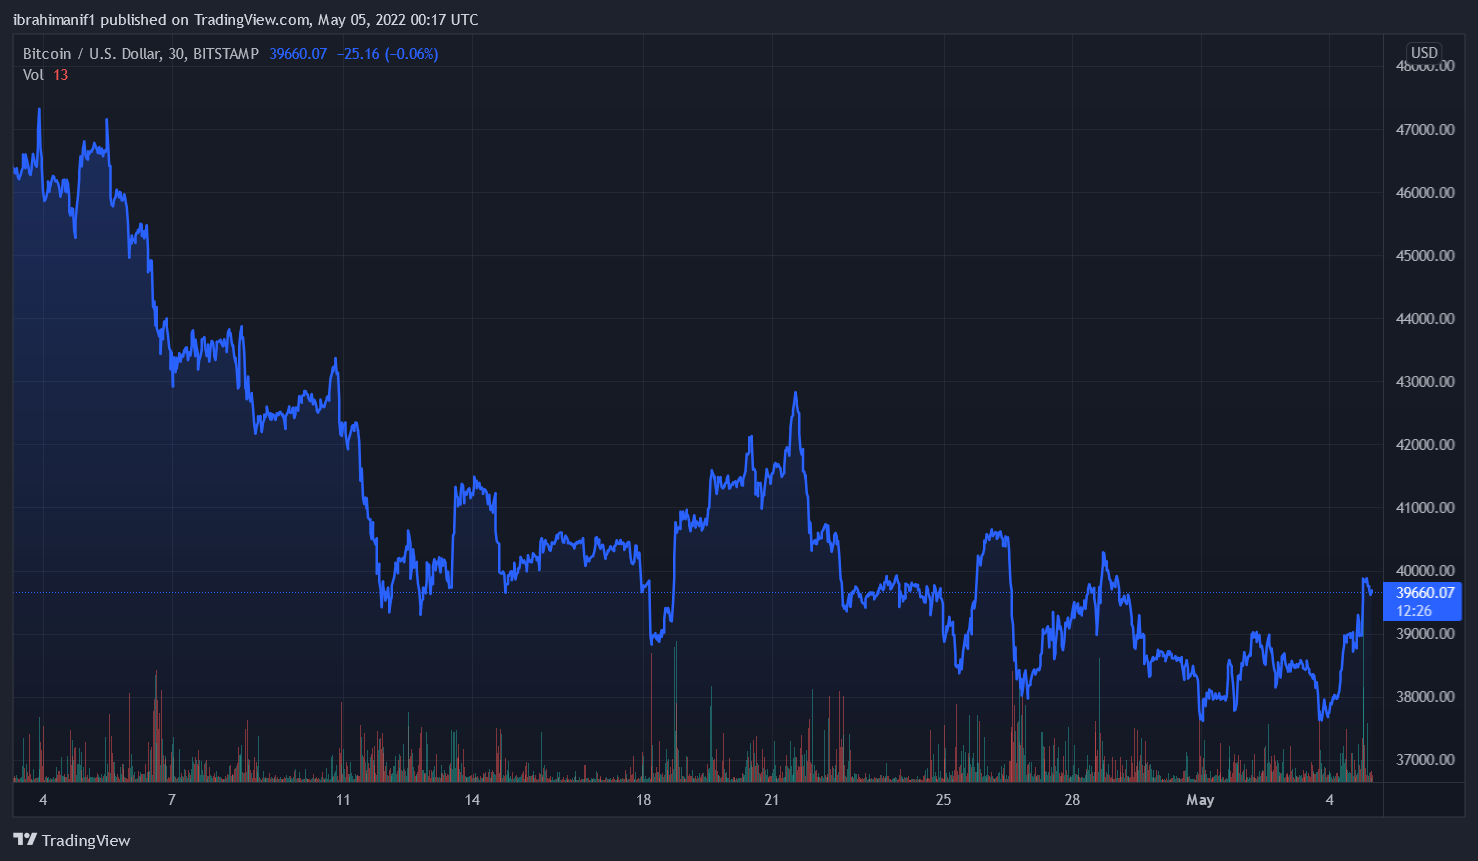 ibrahimanif1 published on TradingView.com, May 05, 2022 00:17 UTC
Bitcoin / U.S. Dollar, 30, BITSTAMP 39660.07 −25.16 (−0.06%)
Vol 13
USD
48000.00
47000.00
46000.00
45000.00
44000.00
43000.00
42000.00
41000.00
40000.00
39660.07
12:26
39000.00
38000.00
37000.00
4 7 11 14 18 21 25 28 May 4
TradingView